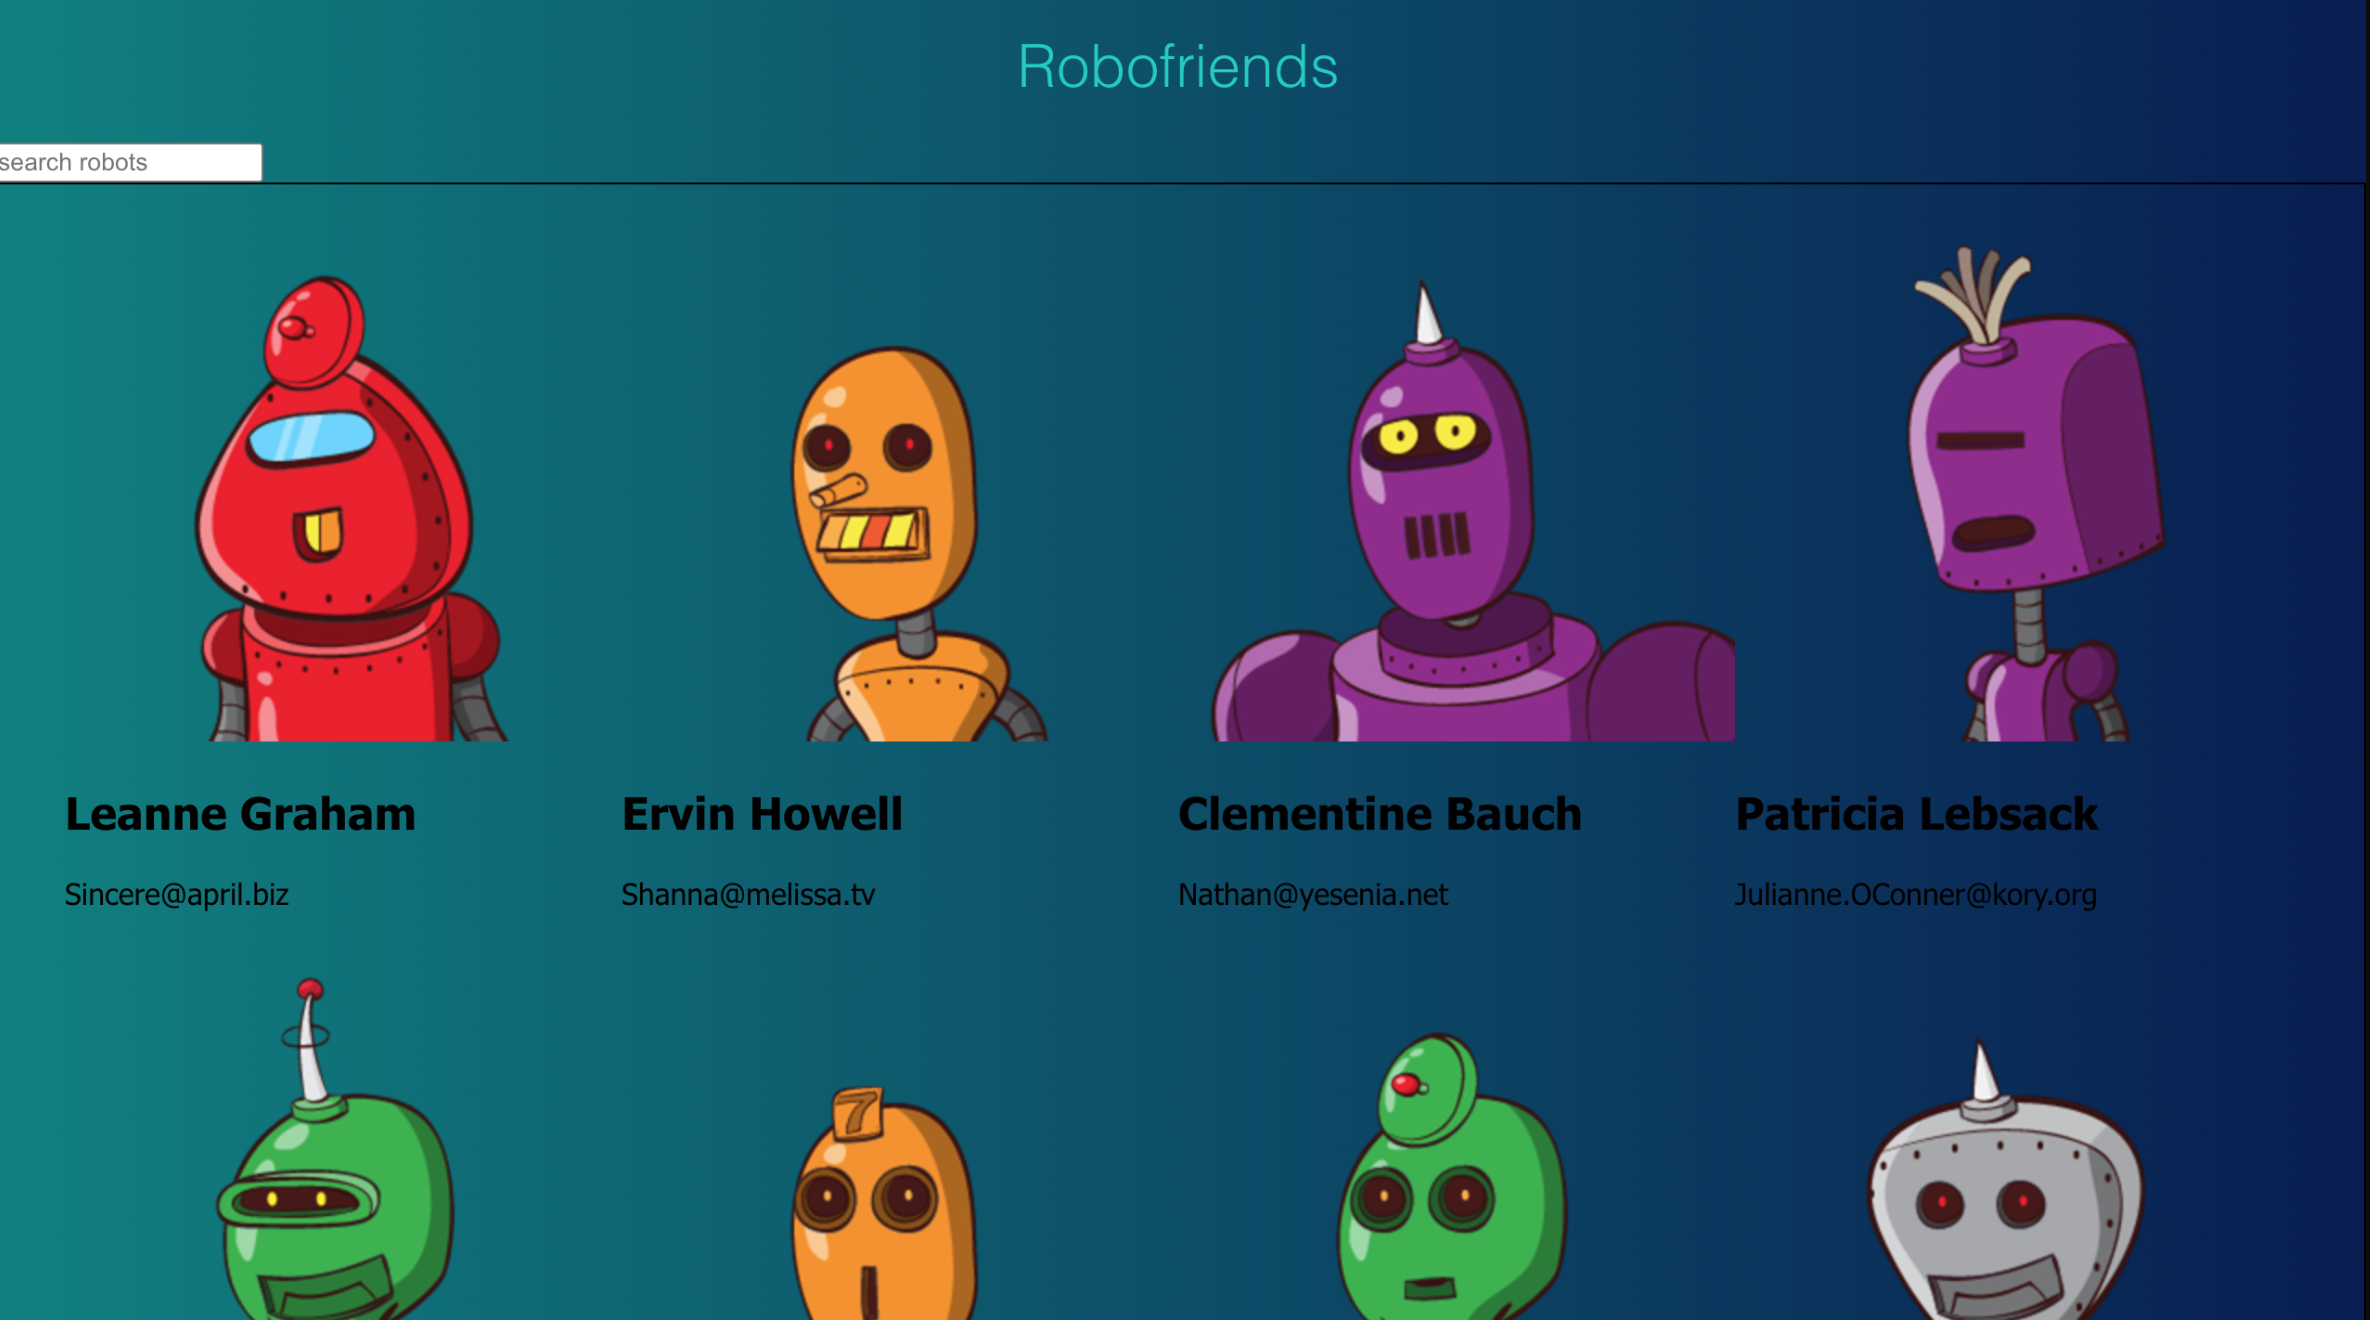 Robofriends
search robots
Leanne Graham
Ervin Howell
Clementine Bauch
Patricia Lebsack
Sincere@april.biz
Shanna@melissa.tv
Nathan@yesenia.net
Julianne.OConner@kory.org
7